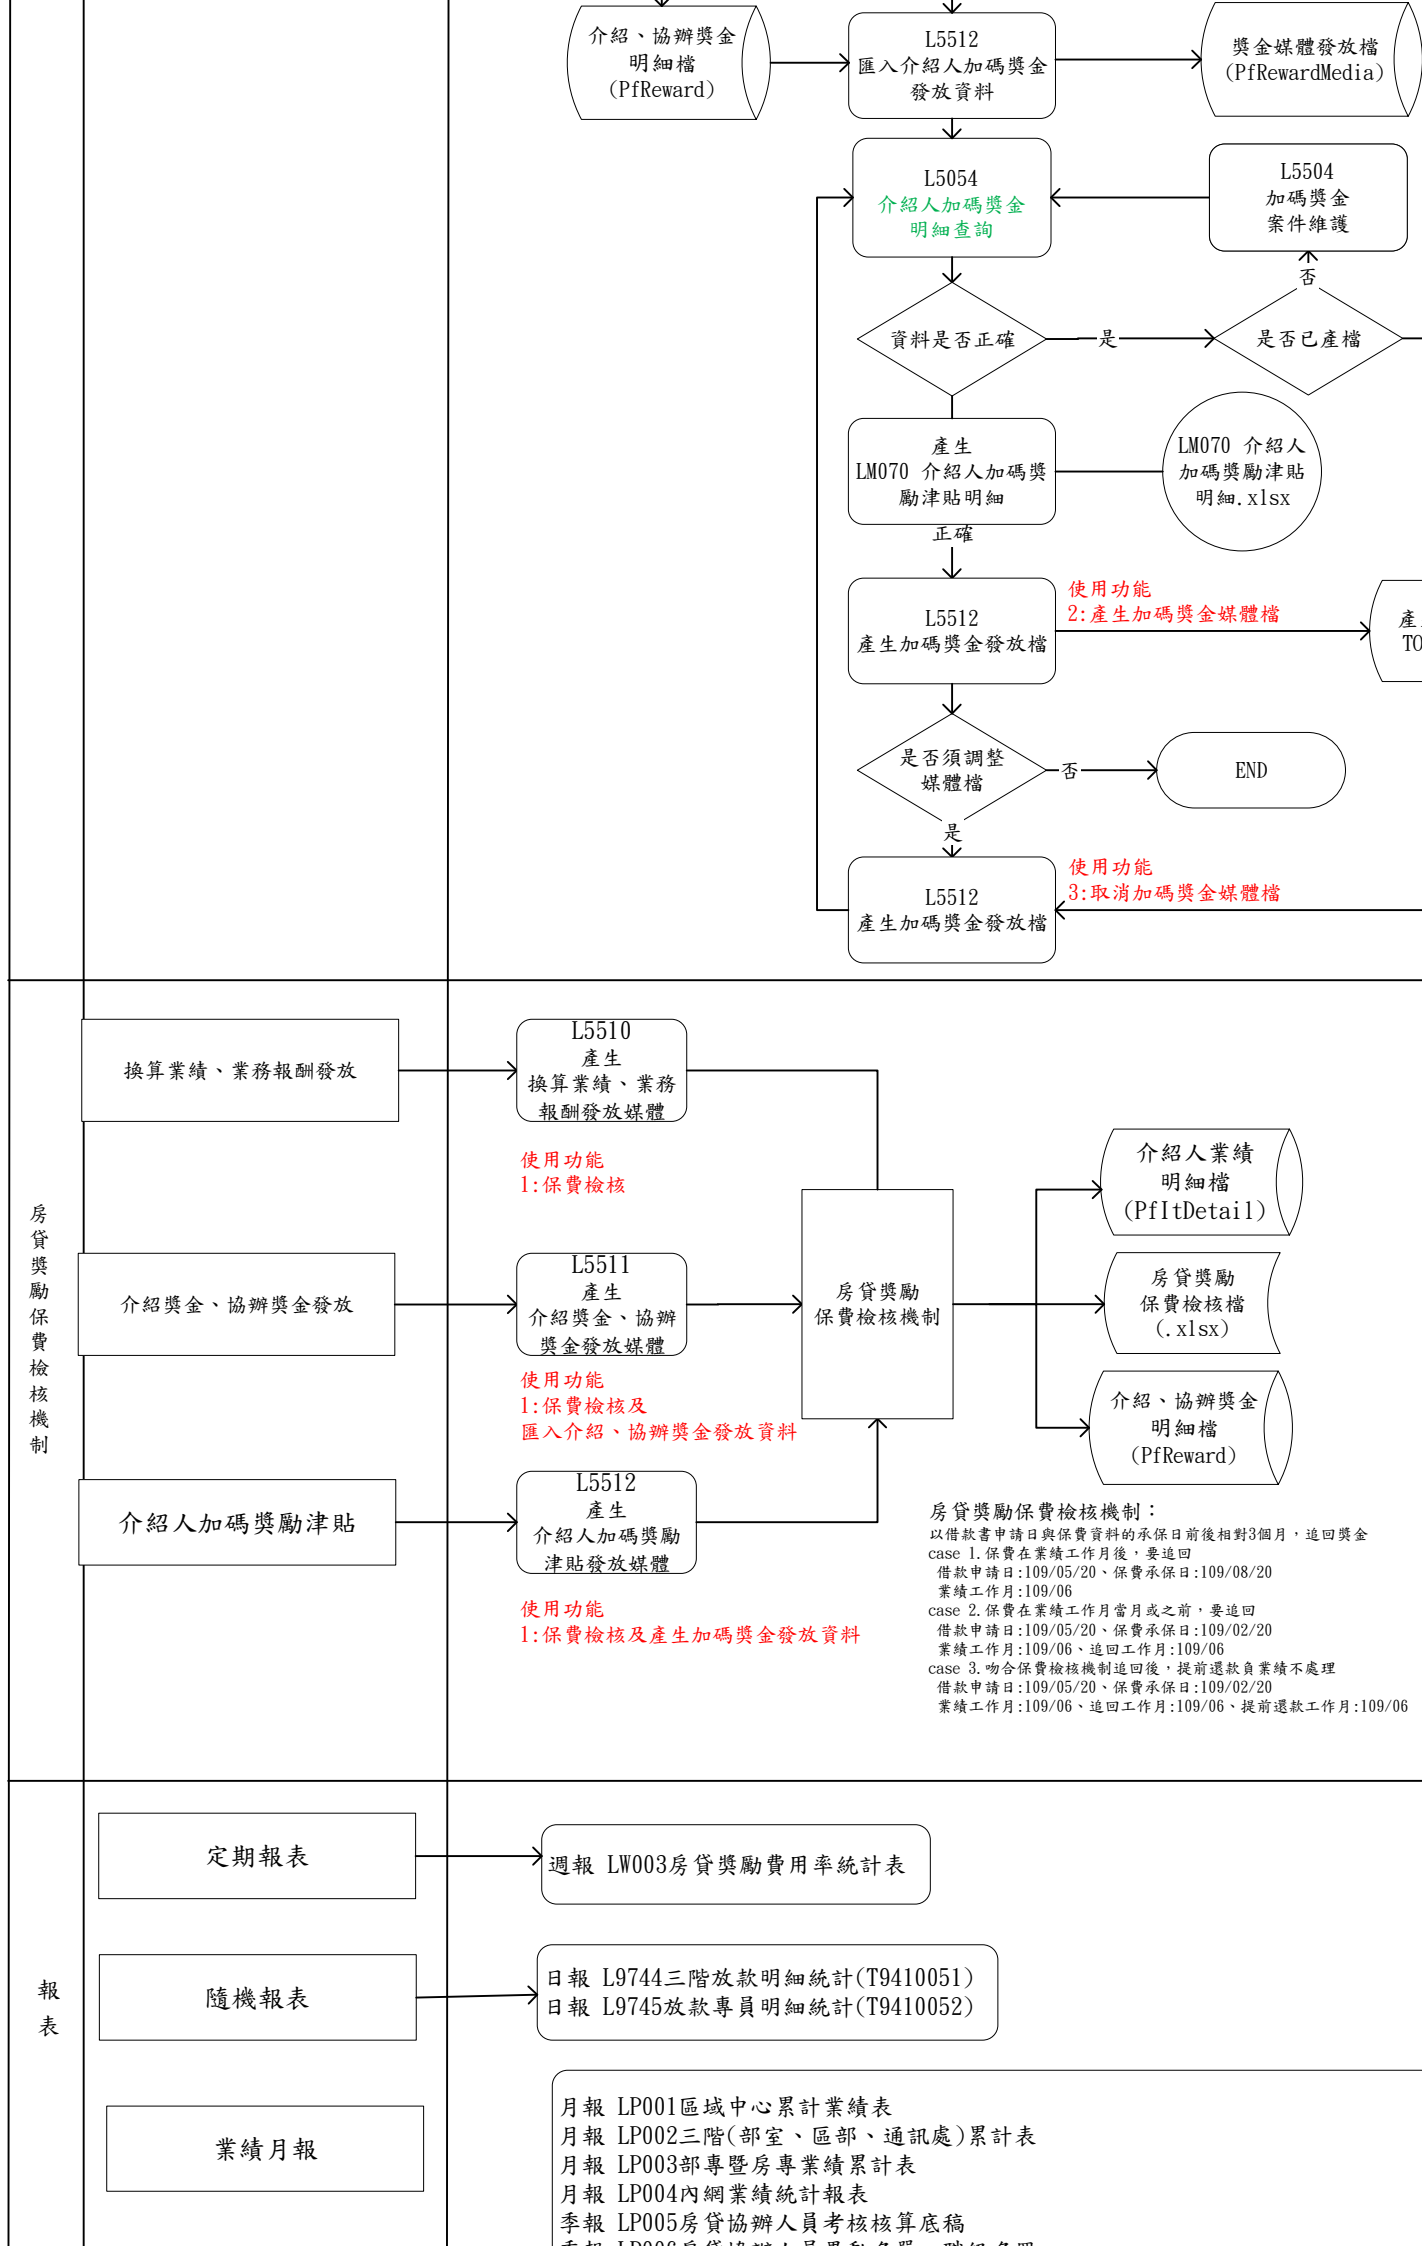 介紹、協辦獎金
明細檔
(PfReward)
L5512
匯入介紹人加碼獎金
發放資料
獎金媒體發放檔
(PfRewardMedia)
L5054
介紹人加碼獎金
明細查詢
L5504
加碼獎金
案件維護
否
資料是否正確
是
是否已產檔
產生
LM070 介紹人加碼獎
勵津貼明細
LM070 介紹人
加碼獎勵津貼
明細.xlsx
正確
L5512
產生加碼獎金發放檔
使用功能
2:產生加碼獎金媒體檔
產
TO
是否須調整
媒體檔
否
END
是
L5512
產生加碼獎金發放檔
使用功能
3:取消加碼獎金媒體檔
房貸獎勵保費檢核機制
換算業績、業務報酬發放
L5510
產生
換算業績、業務
報酬發放媒體
使用功能
1:保費檢核
介紹獎金、協辦獎金發放
L5511
產生
介紹獎金、協辦
獎金發放媒體
使用功能
1:保費檢核及
匯入介紹、協辦獎金發放資料
介紹人加碼獎勵津貼
L5512
產生
介紹人加碼獎勵
津貼發放媒體
使用功能
1:保費檢核及產生加碼獎金發放資料
房貸獎勵
保費檢核機制
介紹人業績
明細檔
(PfItDetail)
房貸獎勵
保費檢核檔
(.xlsx)
介紹、協辦獎金
明細檔
(PfReward)
房貸獎勵保費檢核機制：
以借款書申請日與保費資料的承保日前後相對3個月，追回獎金
case 1.保費在業績工作月後，要追回
借款申請日:109/05/20、保費承保日:109/08/20
業績工作月:109/06
case 2.保費在業績工作月當月或之前，要追回
借款申請日:109/05/20、保費承保日:109/02/20
業績工作月:109/06、追回工作月:109/06
case 3.吻合保費檢核機制追回後，提前還款負業績不處理
借款申請日:109/05/20、保費承保日:109/02/20
業績工作月:109/06、追回工作月:109/06、提前還款工作月:109/06
報表
定期報表
週報 LW003房貸獎勵費用率統計表
隨機報表
日報 L9744三階放款明細統計(T9410051)
日報 L9745放款專員明細統計(T9410052)
業績月報
月報 LP001區域中心累計業績表
月報 LP002三階(部室、區部、通訊處)累計表
月報 LP003部專暨房專業績累計表
月報 LP004內網業績統計報表
季報 LP005房貸協辦人員考核核算底稿